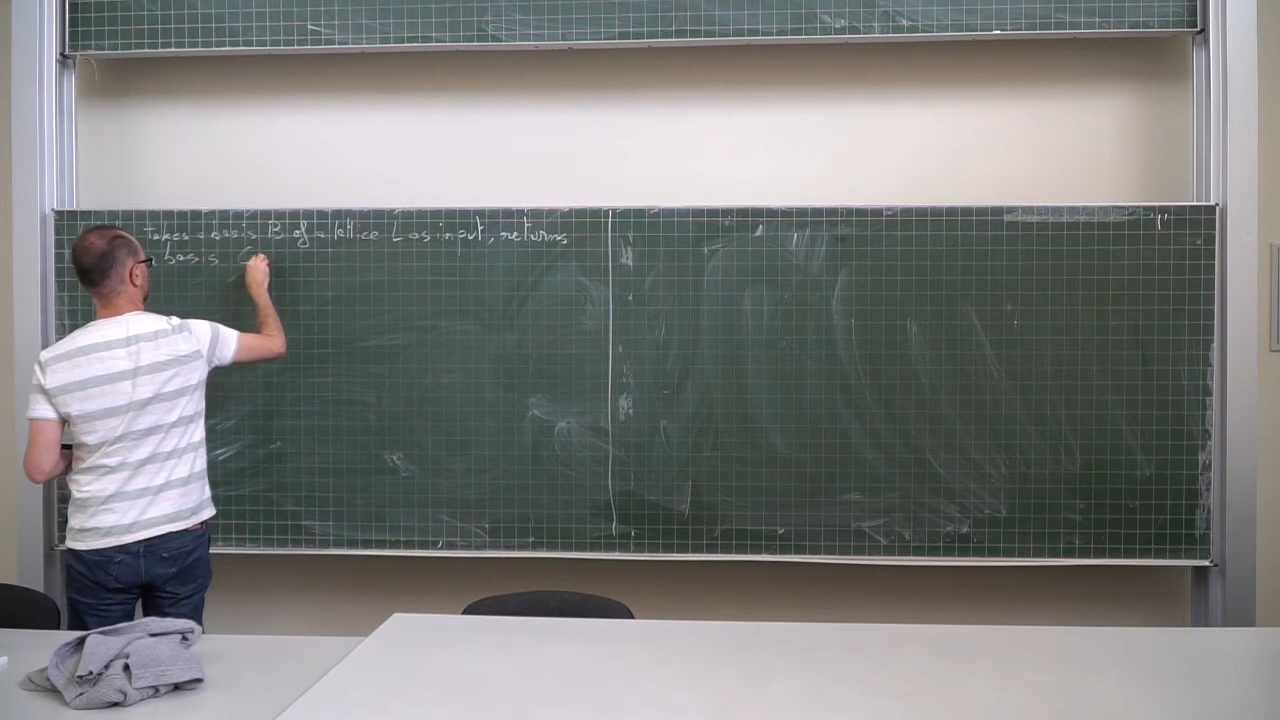 takes a basis B of a lattice L as input, returns
a basis C